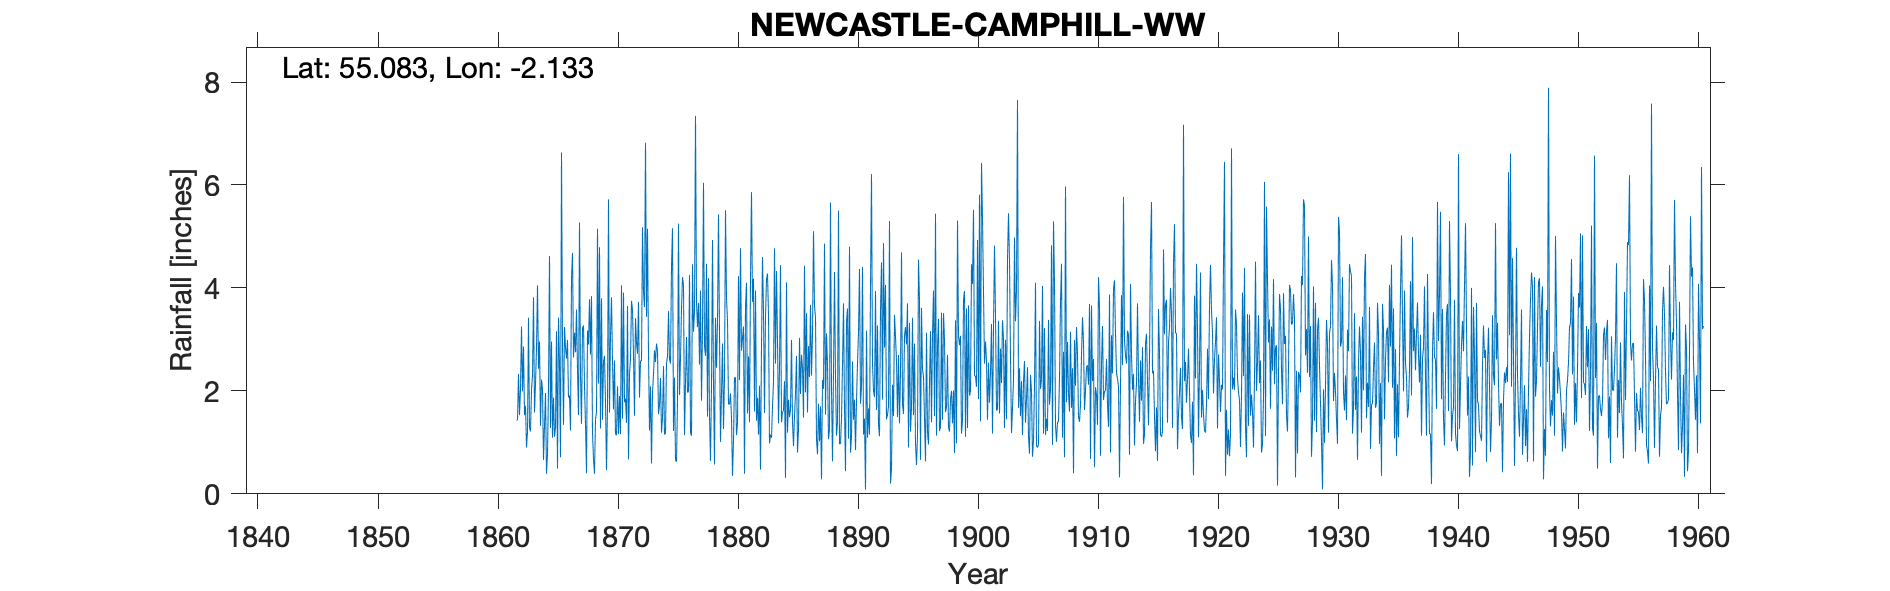 NEWCASTLE-CAMPHILL-WW
Lat: 55.083, Lon: -2.133
Rainfall [inches]
8
6
4
2
0
1840 1850 1860 1870 1880 1890 1900 1910 1920 1930 1940 1950 1960
Year